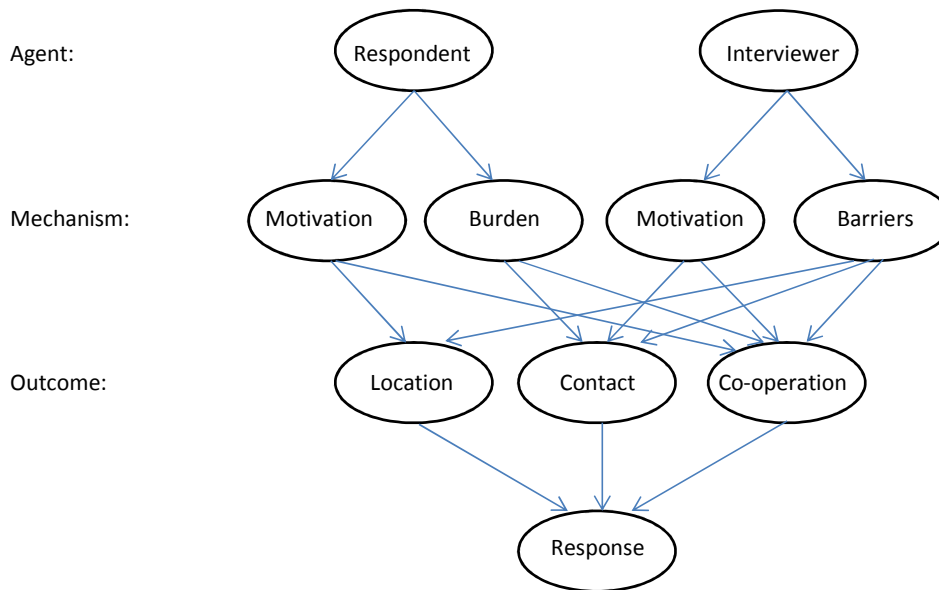 Agent:
Respondent
Interviewer
Mechanism:
Motivation
Burden
Motivation
Barriers
Outcome:
Location
Contact
Co-operation
Response